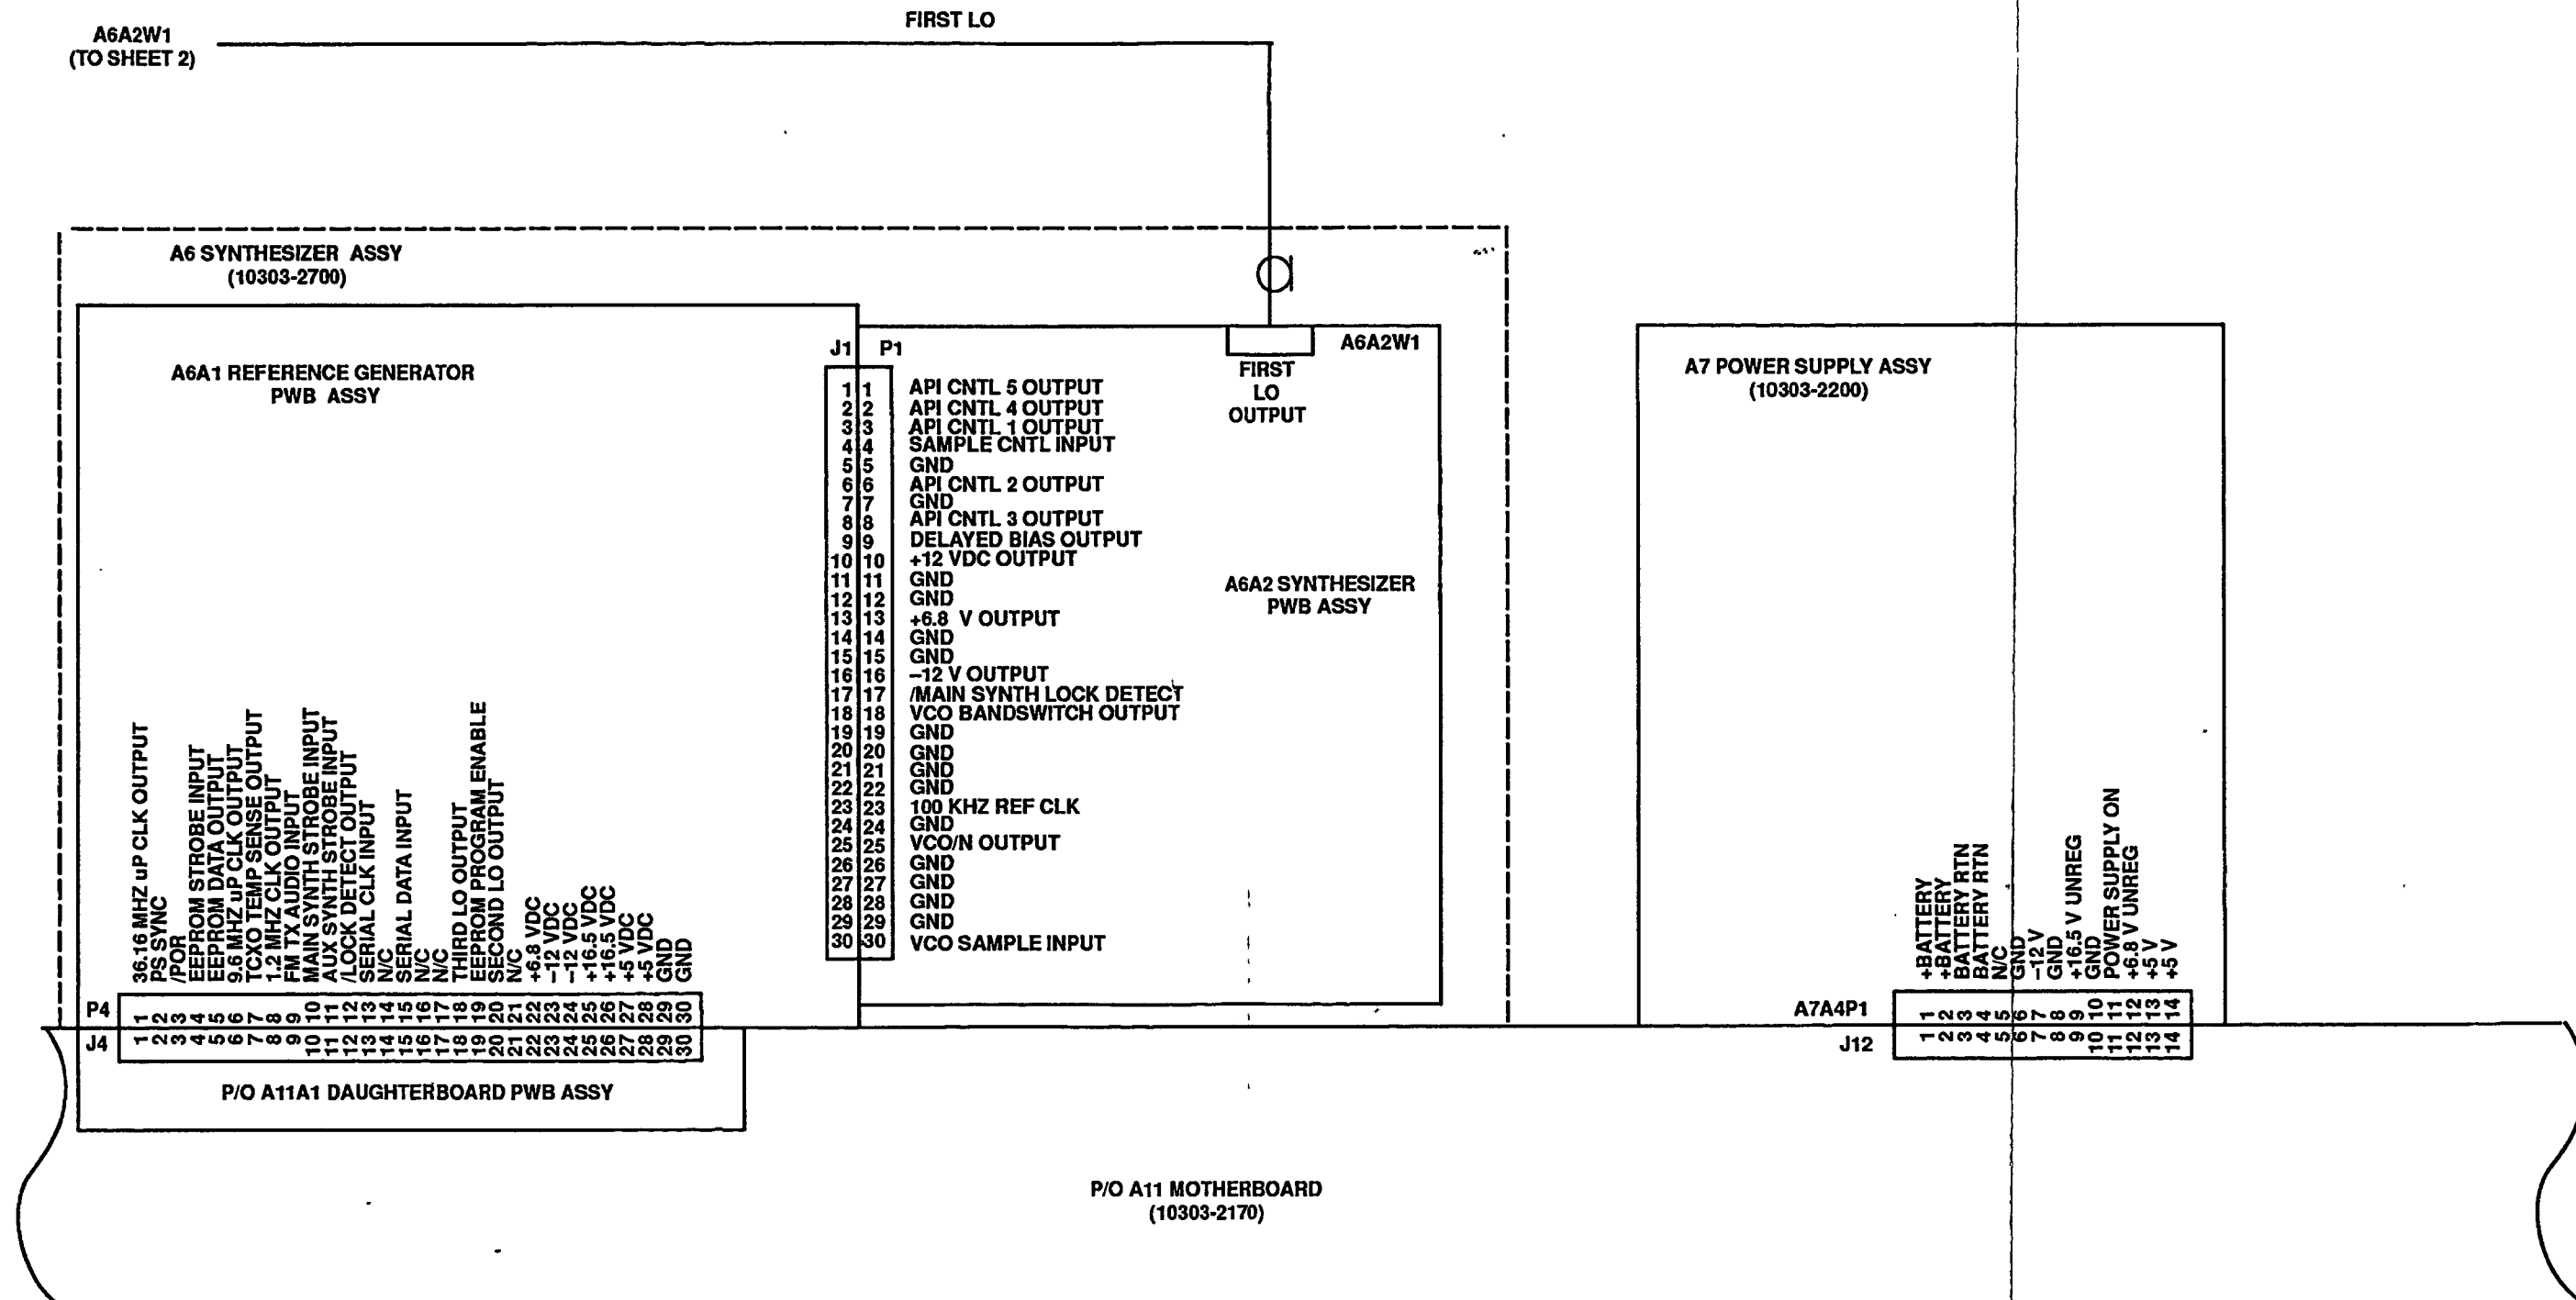 FIRST LO
A6A2W1
(TO SHEET 2)
A6 SYNTHESIZER ASSY
(10303-2700)
A6A1 REFERENCE GENERATOR
PWB ASSY
J1 P1
1 1 API CNTL 5 OUTPUT
2 2 API CNTL 4 OUTPUT
3 3 API CNTL 1 OUTPUT
4 4 SAMPLE CNTL INPUT
5 5 GND
6 6 API CNTL 2 OUTPUT
7 7 GND
8 8 API CNTL 3 OUTPUT
9 9 DELAYED BIAS OUTPUT
10 10 +12 VDC OUTPUT
11 11 GND
12 12 GND
13 13 +6.8 V OUTPUT
14 14 GND
15 15 GND
16 16 –12 V OUTPUT
17 17 /MAIN SYNTH LOCK DETECT
18 18 VCO BANDSWITCH OUTPUT
19 19 GND
20 20 GND
21 21 GND
22 22 GND
23 23 100 KHZ REF CLK
24 24 GND
25 25 VCO/N OUTPUT
26 26 GND
27 27 GND
28 28 GND
29 29 GND
30 30 VCO SAMPLE INPUT
A6A2W1
FIRST
LO
OUTPUT
A6A2 SYNTHESIZER
PWB ASSY
A7 POWER SUPPLY ASSY
(10303-2200)
36.16 MHZ uP CLK OUTPUT
PS SYNC
/POR
EEPROM STROBE INPUT
EEPROM DATA OUTPUT
9.6 MHZ uP CLK OUTPUT
TCXO TEMP SENSE OUTPUT
1.2 MHZ CLK OUTPUT
FM TX AUDIO INPUT
MAIN SYNTH STROBE INPUT
AUX SYNTH STROBE INPUT
/LOCK DETECT OUTPUT
SERIAL CLK INPUT
N/C
SERIAL DATA INPUT
N/C
N/C
THIRD LO OUTPUT
EEPROM PROGRAM ENABLE
SECOND LO OUTPUT
N/C
+6.8 VDC
–12 VDC
–12 VDC
+16.5 VDC
+16.5 VDC
+5 VDC
+5 VDC
GND
GND
P4 1 2 3 4 5 6 7 8 9 10 11 12 13 14 15 16 17 18 19 20 21 22 23 24 25 26 27 28 29 30
J4 1 2 3 4 5 6 7 8 9 10 11 12 13 14 15 16 17 18 19 20 21 22 23 24 25 26 27 28 29 30
P/O A11A1 DAUGHTERBOARD PWB ASSY
+BATTERY
+BATTERY
BATTERY RTN
BATTERY RTN
N/C
GND
–12 V
GND
+16.5 V UNREG
GND
POWER SUPPLY ON
+6.8 V UNREG
+5 V
+5 V
A7A4P1 1 2 3 4 5 6 7 8 9 10 11 12 13 14
J12 1 2 3 4 5 6 7 8 9 10 11 12 13 14
P/O A11 MOTHERBOARD
(10303-2170)